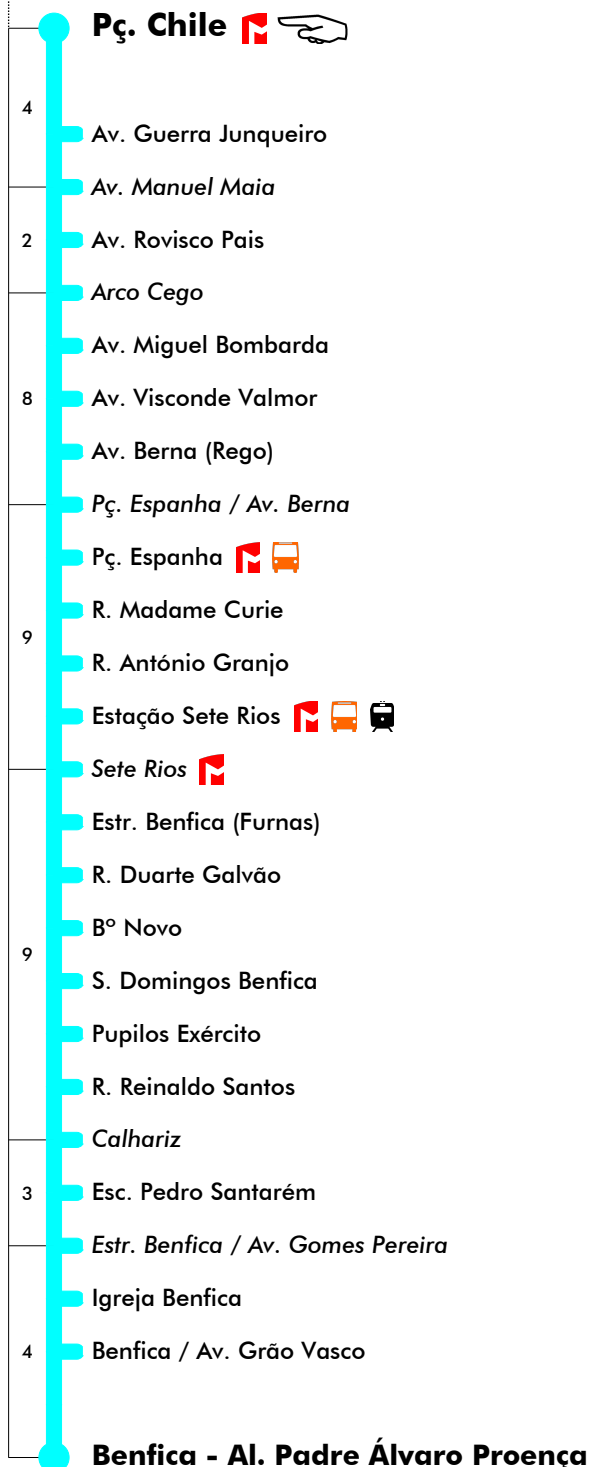 Pç. Chile
4
Av. Guerra Junqueiro
Av. Manuel Maia
2
Av. Rovisco Pais
Arco Cego
Av. Miguel Bombarda
8
Av. Visconde Valmor
Av. Berna (Rego)
Pç. Espanha / Av. Berna
Pç. Espanha
R. Madame Curie
9
R. António Granjo
Estação Sete Rios
Sete Rios
Estr. Benfica (Furnas)
R. Duarte Galvão
Bº Novo
9
S. Domingos Benfica
Pupilos Exército
R. Reinaldo Santos
Calhariz
3
Esc. Pedro Santarém
Estr. Benfica / Av. Gomes Pereira
Igreja Benfica
4
Benfica / Av. Grão Vasco
Benfica - Al. Padre Álvaro Proença